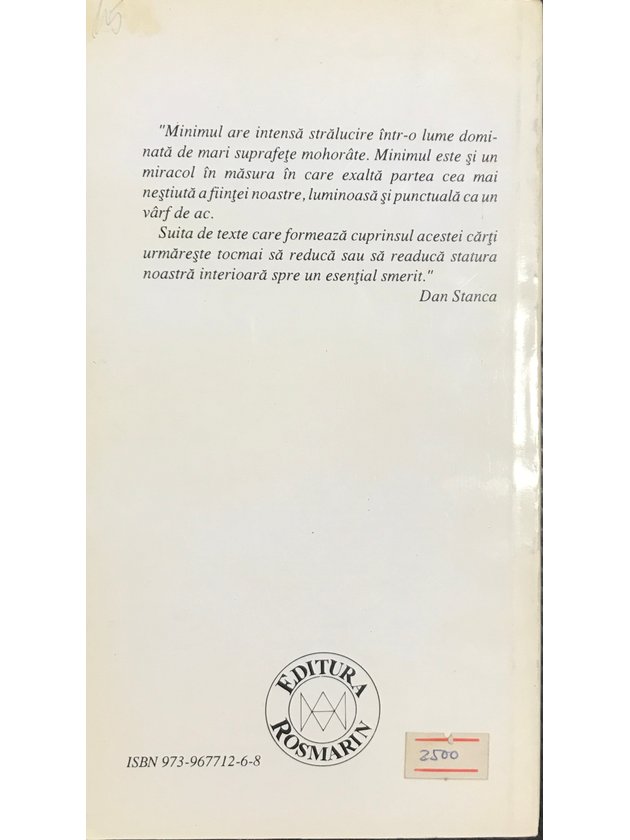 "Minimul are intensă strălucire într-o lume domi-
nată de mari suprafeţe mohorâte. Minimul este şi un
miracol în măsura în care exaltă partea cea mai
neştiută a fiinţei noastre, luminoasă şi punctuală ca un
vârf de ac.
Suita de texte care formează cuprinsul acestei cărţi
urmăreşte tocmai să reducă sau să readucă statura
noastră interioară spre un esenţial smerit."
Dan Stanca
EDITURA
ROSMARIN
ISBN 973-967712-6-8
3500